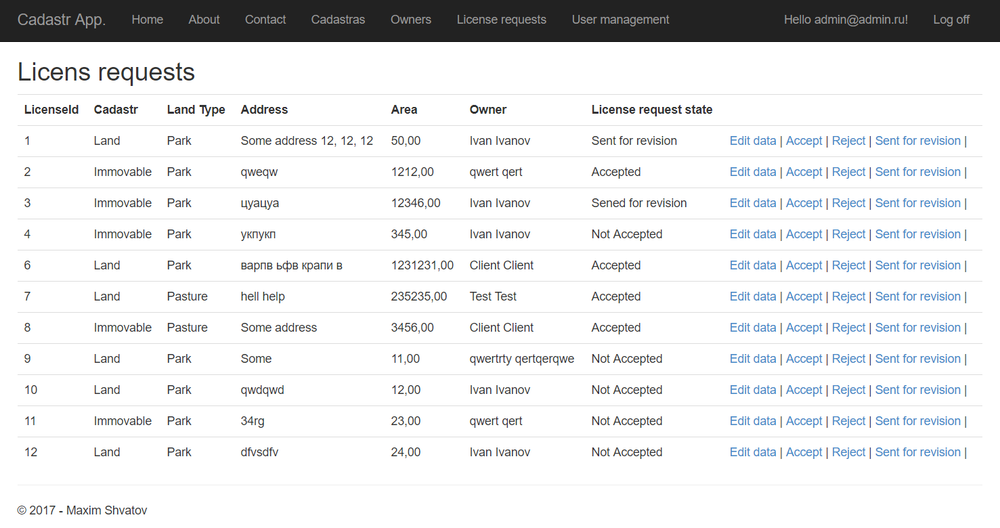 Cadastr App. Home About Contact Cadastras Owners License requests User management Hello admin@admin.ru! Log off
Licens requests
LicenseId Cadastr Land Type Address Area Owner License request state
1 Land Park Some address 12, 12, 12 50,00 Ivan Ivanov Sent for revision Edit data | Accept | Reject | Sent for revision |
2 Immovable Park qweqw 1212,00 qwert qert Accepted Edit data | Accept | Reject | Sent for revision |
3 Immovable Park цуацуа 12346,00 Ivan Ivanov Sened for revision Edit data | Accept | Reject | Sent for revision |
4 Immovable Park укпукп 345,00 Ivan Ivanov Not Accepted Edit data | Accept | Reject | Sent for revision |
6 Land Park варпв ьфв крапи в 1231231,00 Client Client Accepted Edit data | Accept | Reject | Sent for revision |
7 Land Pasture hell help 235235,00 Test Test Accepted Edit data | Accept | Reject | Sent for revision |
8 Immovable Pasture Some address 3456,00 Client Client Accepted Edit data | Accept | Reject | Sent for revision |
9 Land Park Some 11,00 qwertrty qertqerqwe Not Accepted Edit data | Accept | Reject | Sent for revision |
10 Land Park qwdqwd 12,00 Ivan Ivanov Not Accepted Edit data | Accept | Reject | Sent for revision |
11 Immovable Park 34rg 23,00 qwert qert Not Accepted Edit data | Accept | Reject | Sent for revision |
12 Land Park dfvsdfv 24,00 Ivan Ivanov Not Accepted Edit data | Accept | Reject | Sent for revision |
© 2017 - Maxim Shvatov